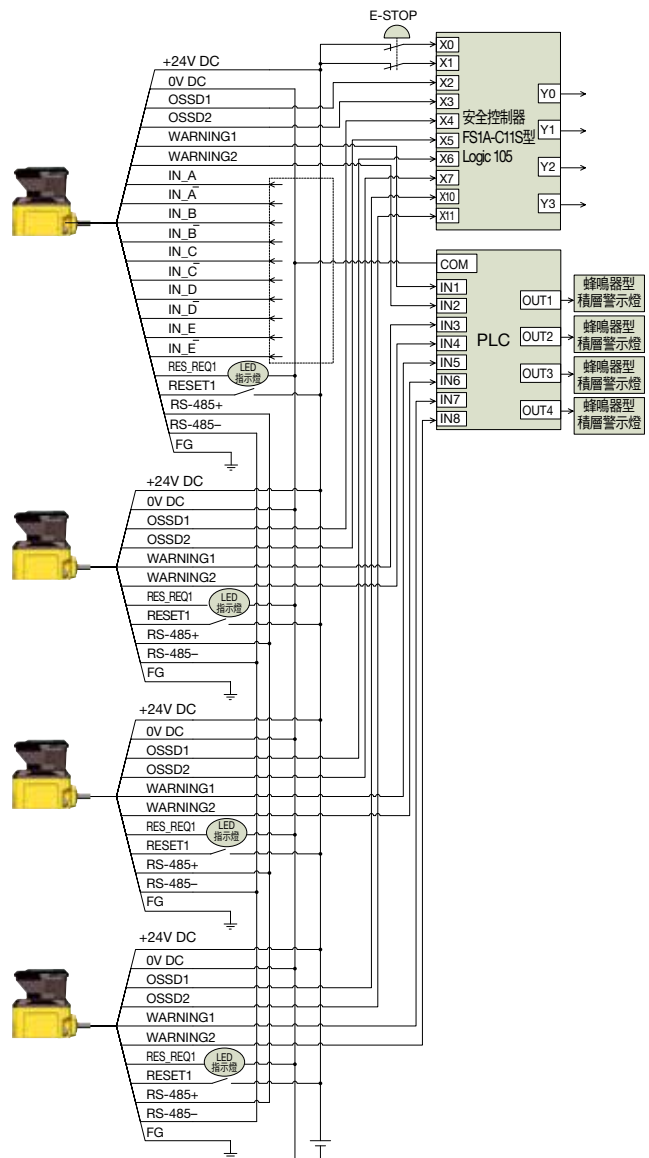 E-STOP
X0
X1
X2
X3
X4
X5
X6
X7
X10
X11
安全控制器
FS1A-C11S型
Logic 105
Y0
Y1
Y2
Y3
+24V DC
0V DC
OSSD1
OSSD2
WARNING1
WARNING2
IN_A
IN_A̅
IN_B
IN_B̅
IN_C
IN_C̅
IN_D
IN_D̅
IN_E
IN_E̅
RES_REQ1
LED
指示燈
RESET1
RS-485+
RS-485–
FG
COM
IN1
IN2
IN3
IN4
IN5
IN6
IN7
IN8
PLC
OUT1
OUT2
OUT3
OUT4
蜂鳴器型
積層警示燈
蜂鳴器型
積層警示燈
蜂鳴器型
積層警示燈
蜂鳴器型
積層警示燈
+24V DC
0V DC
OSSD1
OSSD2
WARNING1
WARNING2
RES_REQ1
LED
指示燈
RESET1
RS-485+
RS-485–
FG
+24V DC
0V DC
OSSD1
OSSD2
WARNING1
WARNING2
RES_REQ1
LED
指示燈
RESET1
RS-485+
RS-485–
FG
+24V DC
0V DC
OSSD1
OSSD2
WARNING1
WARNING2
RES_REQ1
LED
指示燈
RESET1
RS-485+
RS-485–
FG